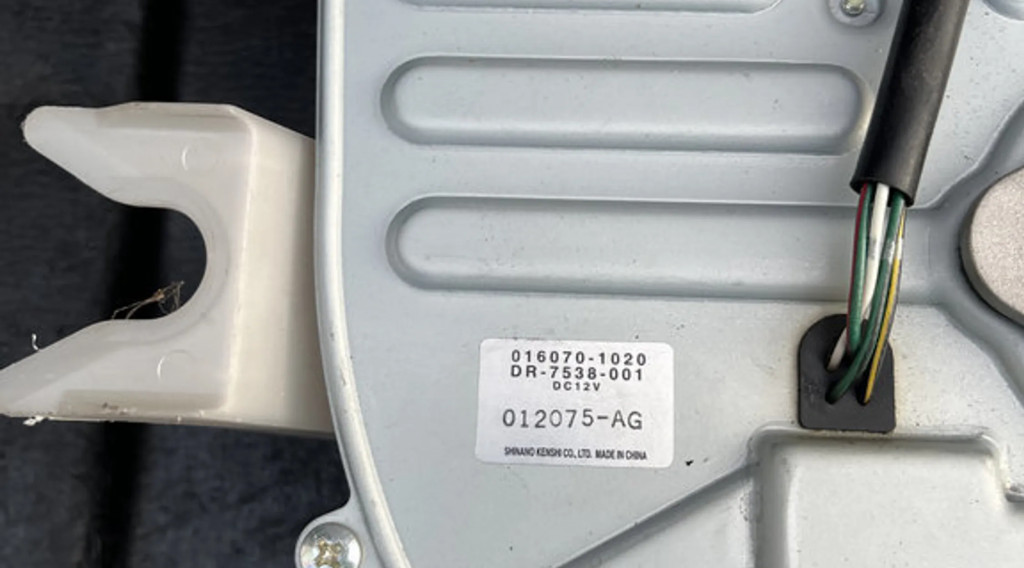 016070-1020
DR-7538-001
DC12V
012075-AG
SHINANO KENSHI CO., LTD. MADE IN CHINA